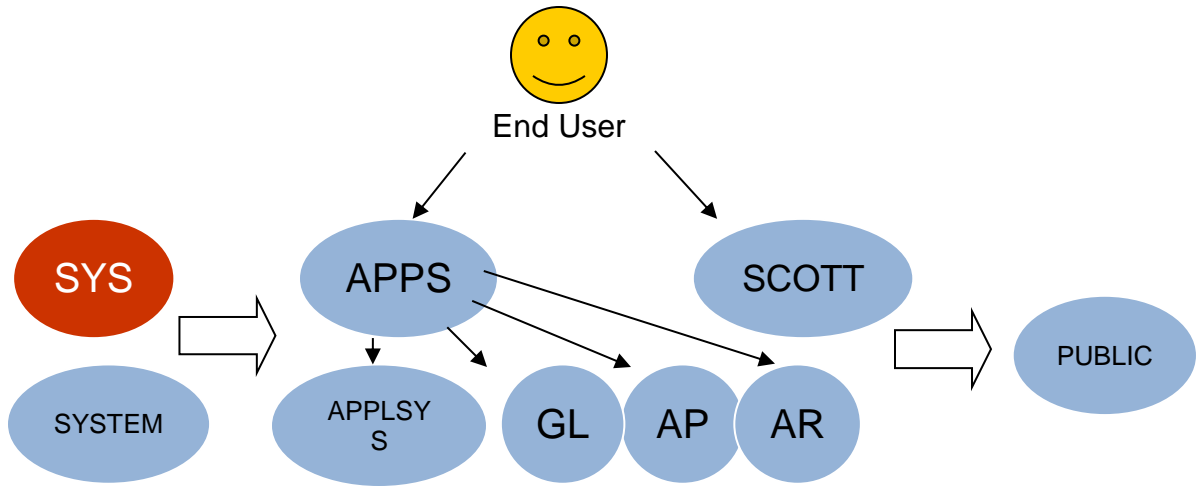 End User
SYS
APPS
SCOTT
PUBLIC
SYSTEM
APPLSY
S
GL
AP
AR